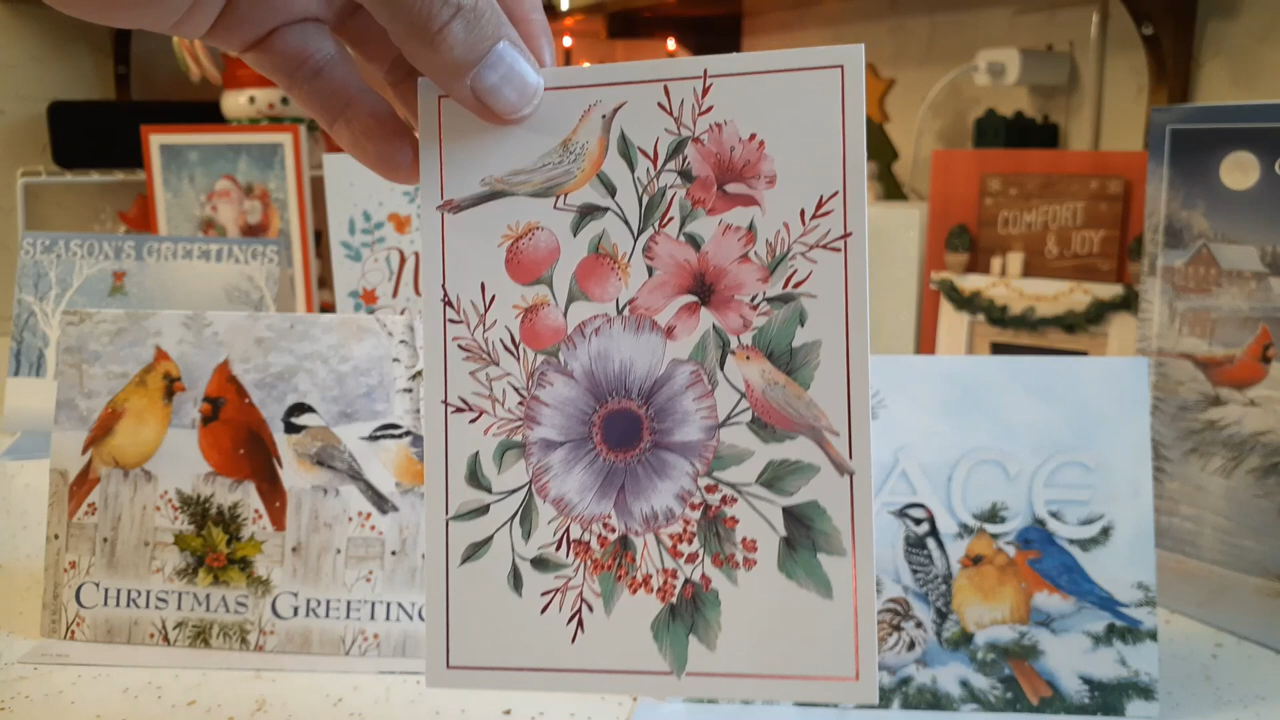 SEASON'S GREETINGS
COMFORT
& JOY
ACE
CHRISTMAS GREETING